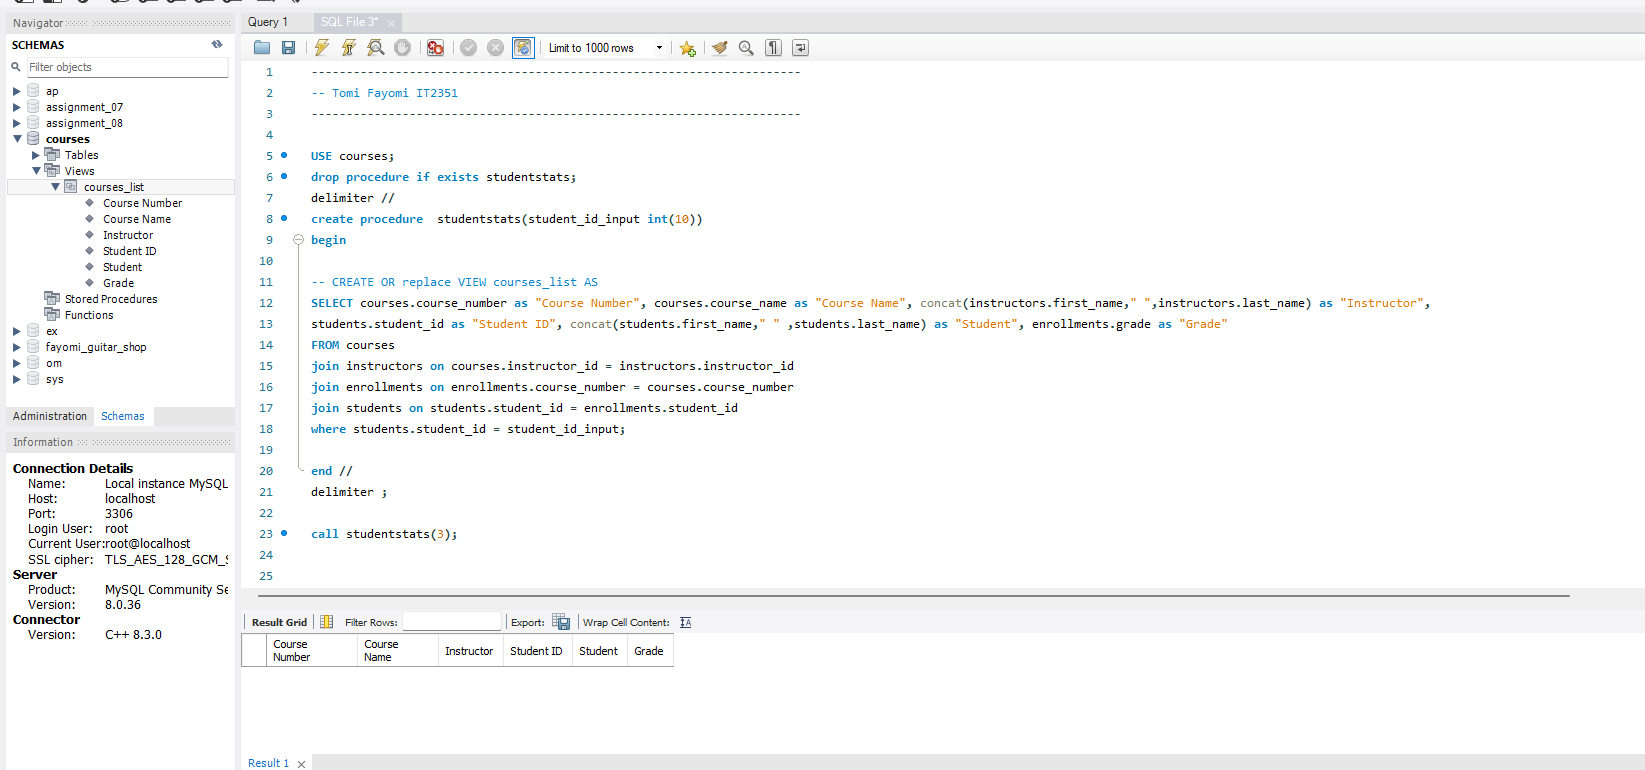 Navigator
SCHEMAS
Filter objects
ap
assignment_07
assignment_08
courses
Tables
Views
courses_list
Course Number
Course Name
Instructor
Student ID
Student
Grade
Stored Procedures
Functions
ex
fayomi_guitar_shop
om
sys
Administration Schemas
Information
Connection Details
Name: Local instance MySQL
Host: localhost
Port: 3306
Login User: root
Current User:root@localhost
SSL cipher: TLS_AES_128_GCM_S
Server
Product: MySQL Community Se
Version: 8.0.36
Connector
Version: C++ 8.3.0
Query 1 SQL File 3* ×
Limit to 1000 rows
1 ----------------------------------------------------------------------
2 -- Tomi Fayomi IT2351
3 ----------------------------------------------------------------------
4
5 USE courses;
6 drop procedure if exists studentstats;
7 delimiter //
8 create procedure  studentstats(student_id_input int(10))
9 begin
10
11 -- CREATE OR replace VIEW courses_list AS
12 SELECT courses.course_number as "Course Number", courses.course_name as "Course Name", concat(instructors.first_name," ",instructors.last_name) as "Instructor",
13 students.student_id as "Student ID", concat(students.first_name," " ,students.last_name) as "Student", enrollments.grade as "Grade"
14 FROM courses
15 join instructors on courses.instructor_id = instructors.instructor_id
16 join enrollments on enrollments.course_number = courses.course_number
17 join students on students.student_id = enrollments.student_id
18 where students.student_id = student_id_input;
19
20 end //
21 delimiter ;
22
23 call studentstats(3);
24
25
Result Grid Filter Rows: Export: Wrap Cell Content:
Course Number Course Name Instructor Student ID Student Grade
Result 1 ×